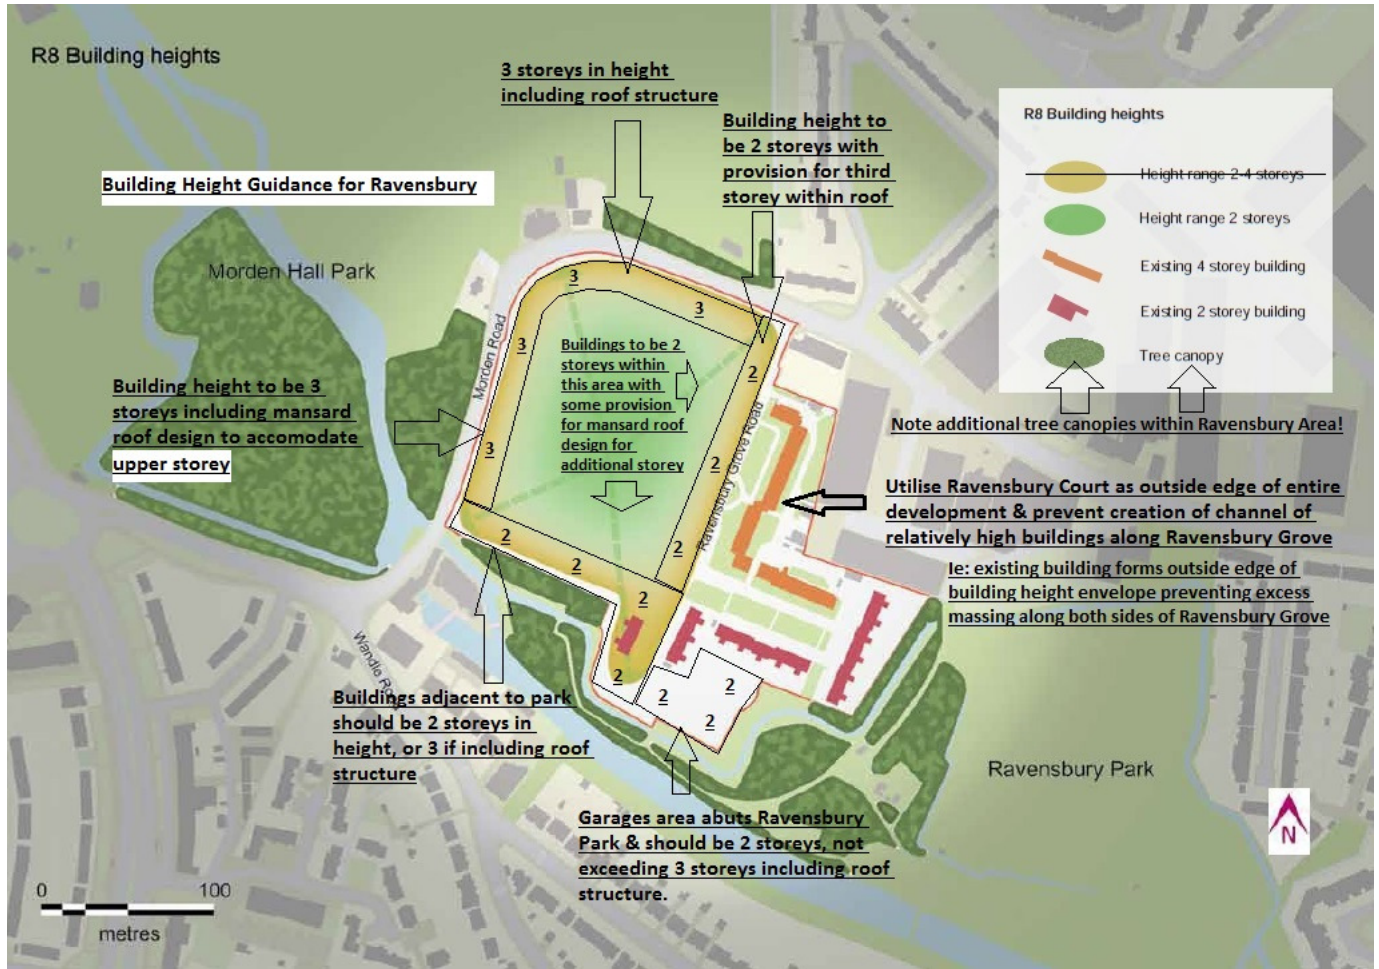 R8 Building heights
3 storeys in height
including roof structure
Building height to
be 2 storeys with
provision for third
storey within roof
Building Height Guidance for Ravensbury
R8 Building heights
Height range 2-4 storeys
Height range 2 storeys
Existing 4 storey building
Existing 2 storey building
Tree canopy
Note additional tree canopies within Ravensbury Area!
Morden Hall Park
Morden Road
3
3
3
3
Buildings to be 2
storeys within
this area with
some provision
for mansard roof
design for
additional storey
2
2
2
Ravensbury Grove Road
Building height to be 3
storeys including mansard
roof design to accomodate
upper storey
Utilise Ravensbury Court as outside edge of entire
development & prevent creation of channel of
relatively high buildings along Ravensbury Grove
Ie: existing building forms outside edge of
building height envelope preventing excess
massing along both sides of Ravensbury Grove
2
2
2
2
2
2
2
Wandle Road
Buildings adjacent to park
should be 2 storeys in
height, or 3 if including roof
structure
Ravensbury Park
Garages area abuts Ravensbury
Park & should be 2 storeys, not
exceeding 3 storeys including roof
structure.
N
0 100
metres